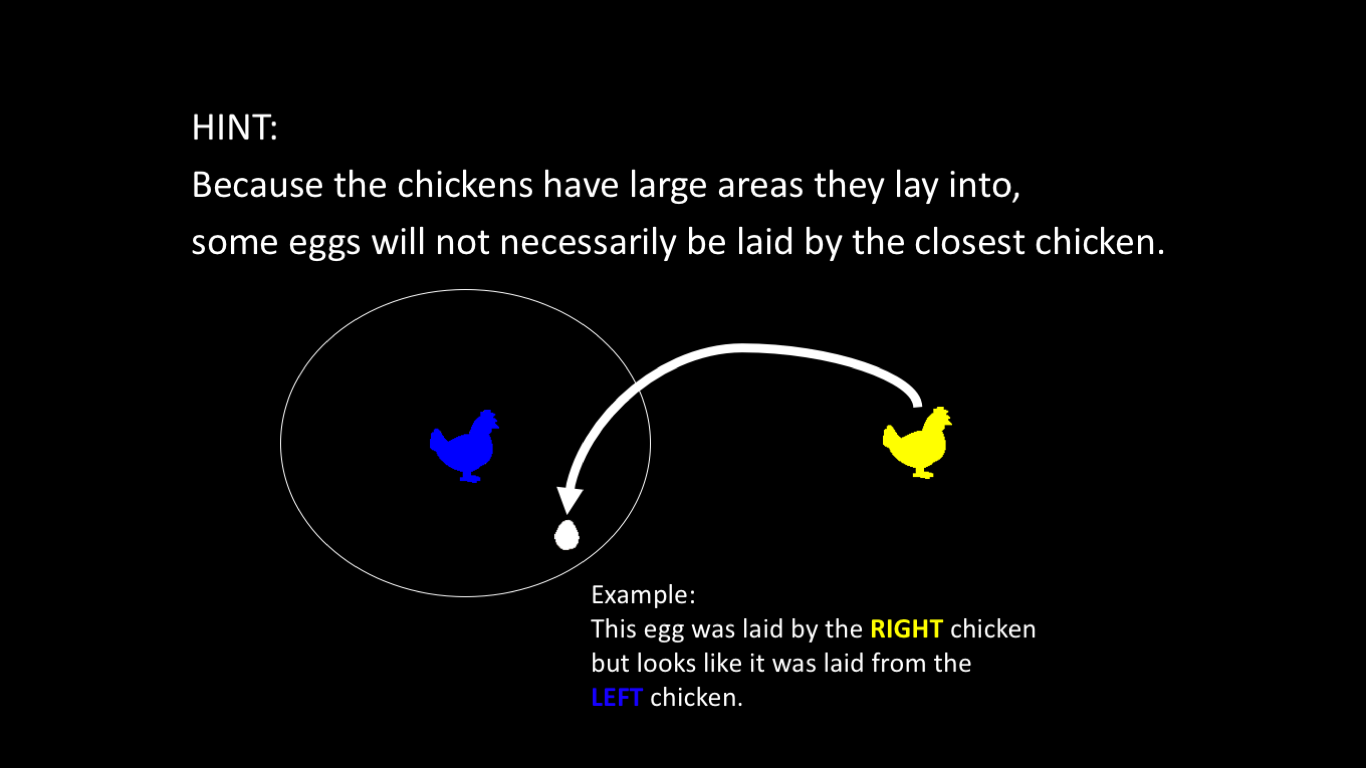 HINT:
Because the chickens have large areas they lay into,
some eggs will not necessarily be laid by the closest chicken.
Example:
This egg was laid by the RIGHT chicken
but looks like it was laid from the
LEFT chicken.